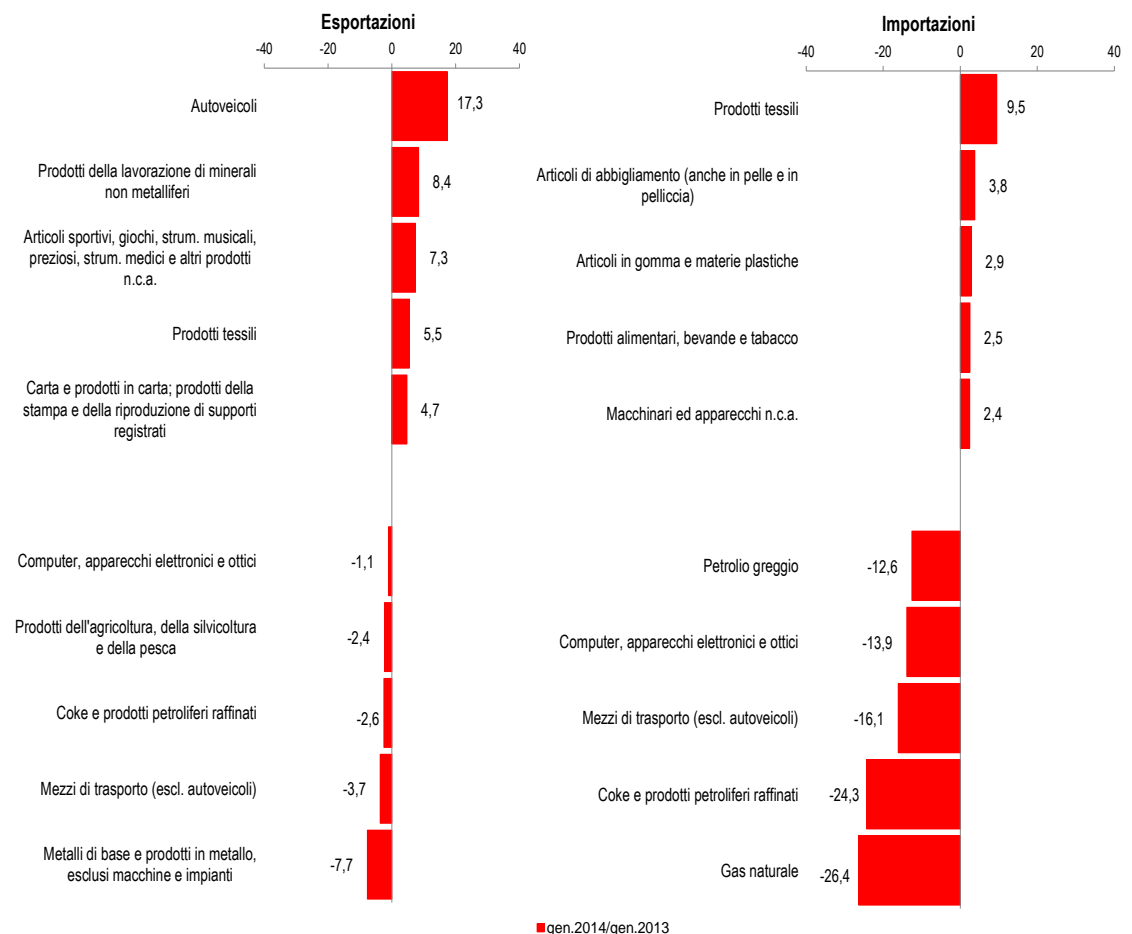 Esportazioni
-40 -20 0 20 40
Autoveicoli
17,3
Prodotti della lavorazione di minerali
non metalliferi
8,4
Articoli sportivi, giochi, strum. musicali,
preziosi, strum. medici e altri prodotti
n.c.a.
7,3
Prodotti tessili
5,5
Carta e prodotti in carta; prodotti della
stampa e della riproduzione di supporti
registrati
4,7
Computer, apparecchi elettronici e ottici
-1,1
Prodotti dell'agricoltura, della silvicoltura
e della pesca
-2,4
Coke e prodotti petroliferi raffinati
-2,6
Mezzi di trasporto (escl. autoveicoli)
-3,7
Metalli di base e prodotti in metallo,
esclusi macchine e impianti
-7,7
Importazioni
-40 -20 0 20 40
Prodotti tessili
9,5
Articoli di abbigliamento (anche in pelle e in
pelliccia)
3,8
Articoli in gomma e materie plastiche
2,9
Prodotti alimentari, bevande e tabacco
2,5
Macchinari ed apparecchi n.c.a.
2,4
Petrolio greggio
-12,6
Computer, apparecchi elettronici e ottici
-13,9
Mezzi di trasporto (escl. autoveicoli)
-16,1
Coke e prodotti petroliferi raffinati
-24,3
Gas naturale
-26,4
gen.2014/gen.2013